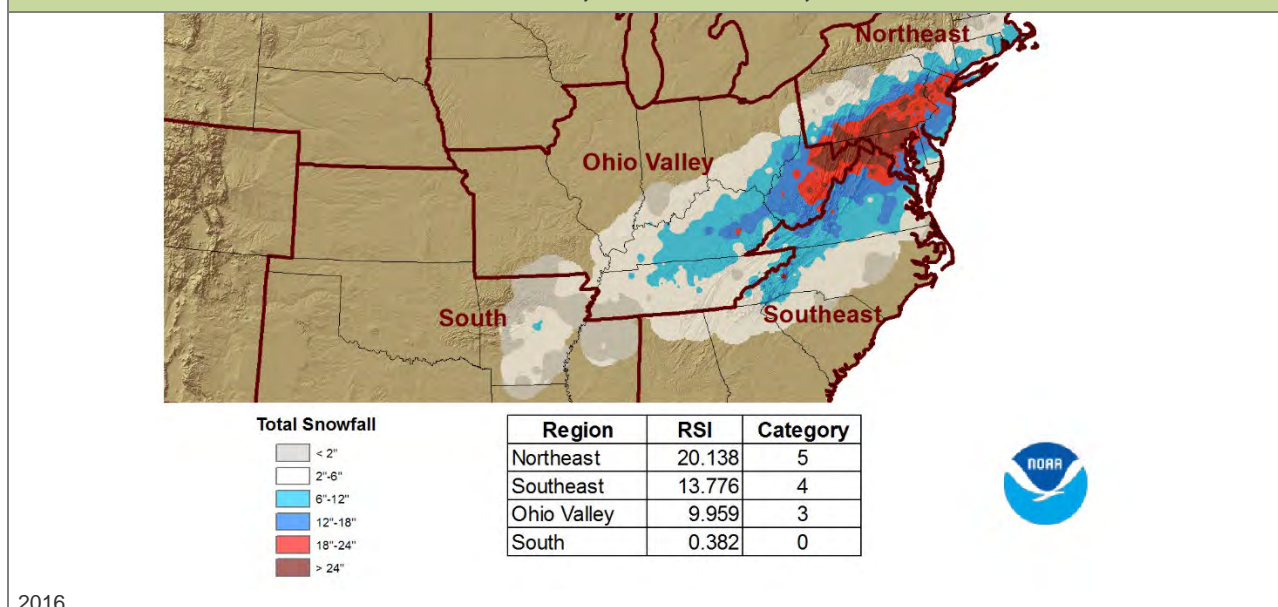 Northeast
Ohio Valley
South
Southeast
Total Snowfall
< 2"
2"-6"
6"-12"
12"-18"
18"-24"
> 24"
Region RSI Category
Northeast 20.138 5
Southeast 13.776 4
Ohio Valley 9.959 3
South 0.382 0
NOAA
2016